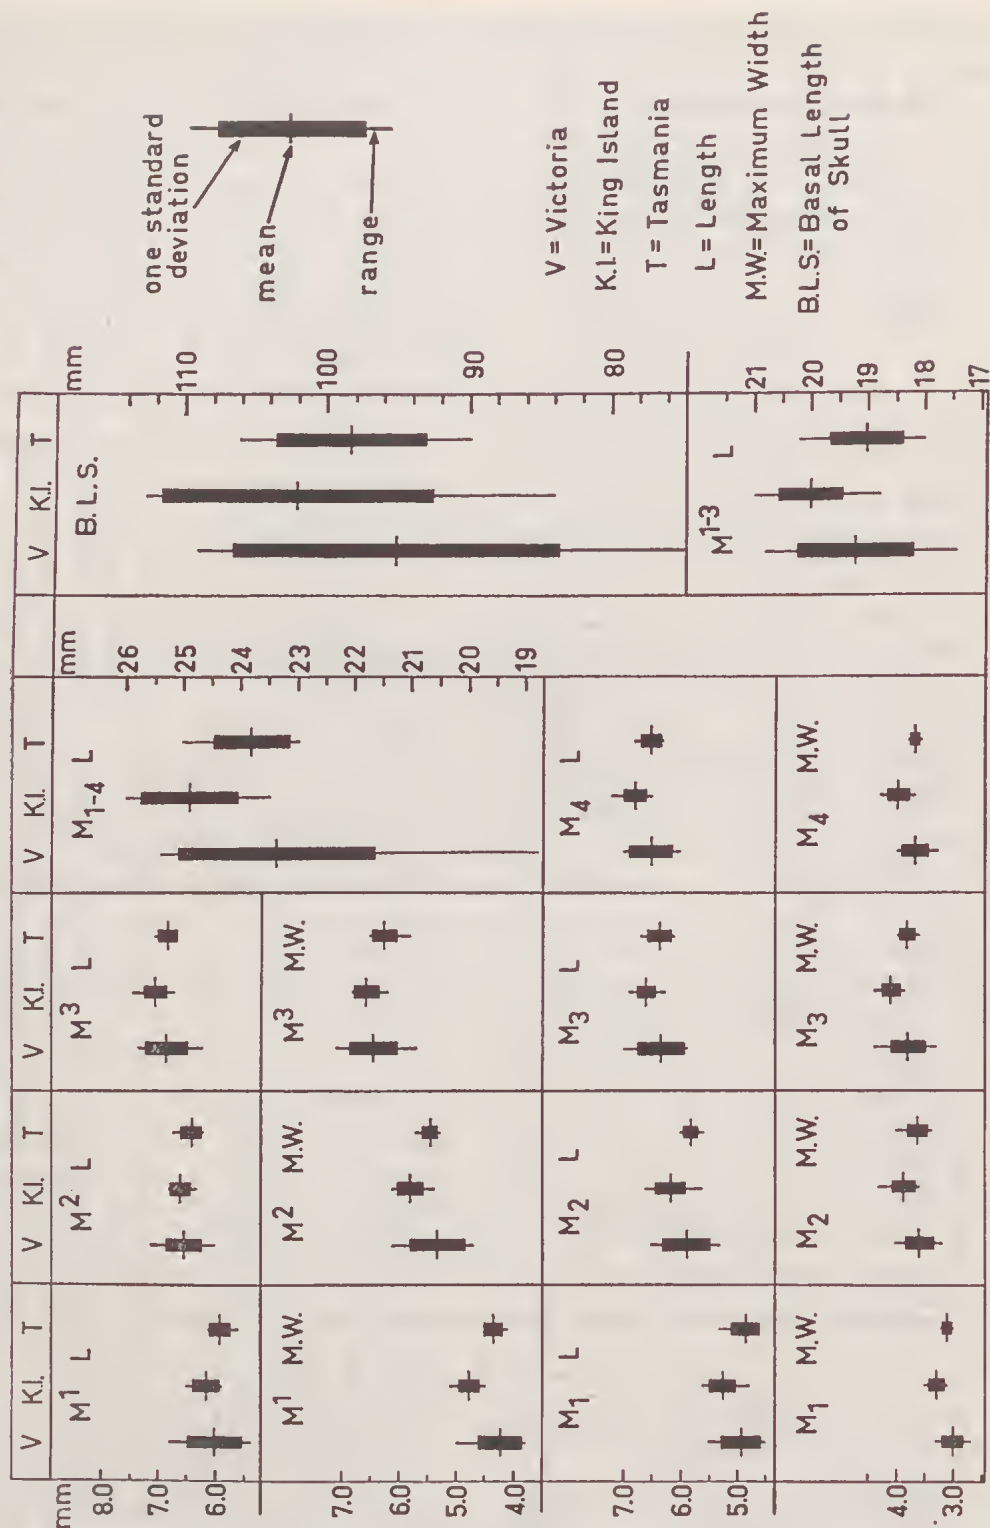 V K.I. T V K.I. T V K.I. T V K.I. T V K.I. T
mm M¹ L M² L M³ L M₁₋₄ L mm B.L.S. mm
8.0
7.0
6.0
M¹ M.W. M² M.W. M³ M.W.
7.0
6.0
5.0
4.0
26
25
24
23
22
21
20
19
110
100
90
80
M₁ L M₂ L M₃ L M₄ L
7.0
6.0
5.0
M¹⁻³ L
21
20
19
18
17
M₁ M.W. M₂ M.W. M₃ M.W. M₄ M.W.
4.0
3.0
one standard
deviation
mean
range
V = Victoria
K.I.= King Island
T = Tasmania
L = Length
M.W.= Maximum Width
B.L.S.= Basal Length
of Skull